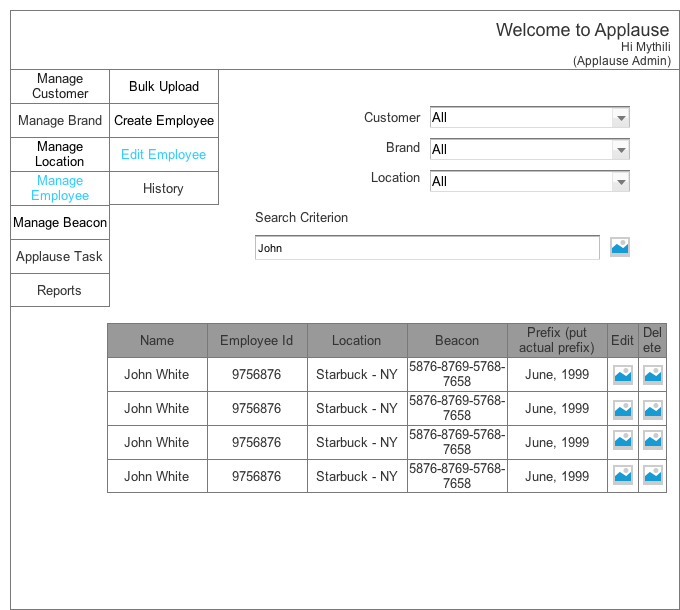 Welcome to Applause
Hi Mythili
(Applause Admin)
Manage
Customer
Bulk Upload
Manage Brand
Create Employee
Manage
Location
Edit Employee
Manage
Employee
History
Manage Beacon
Applause Task
Reports
Customer
All
Brand
All
Location
All
Search Criterion
John
Name
Employee Id
Location
Beacon
Prefix (put
actual prefix)
Edit
Del
ete
John White
9756876
Starbuck - NY
5876-8769-5768-
7658
June, 1999
John White
9756876
Starbuck - NY
5876-8769-5768-
7658
June, 1999
John White
9756876
Starbuck - NY
5876-8769-5768-
7658
June, 1999
John White
9756876
Starbuck - NY
5876-8769-5768-
7658
June, 1999